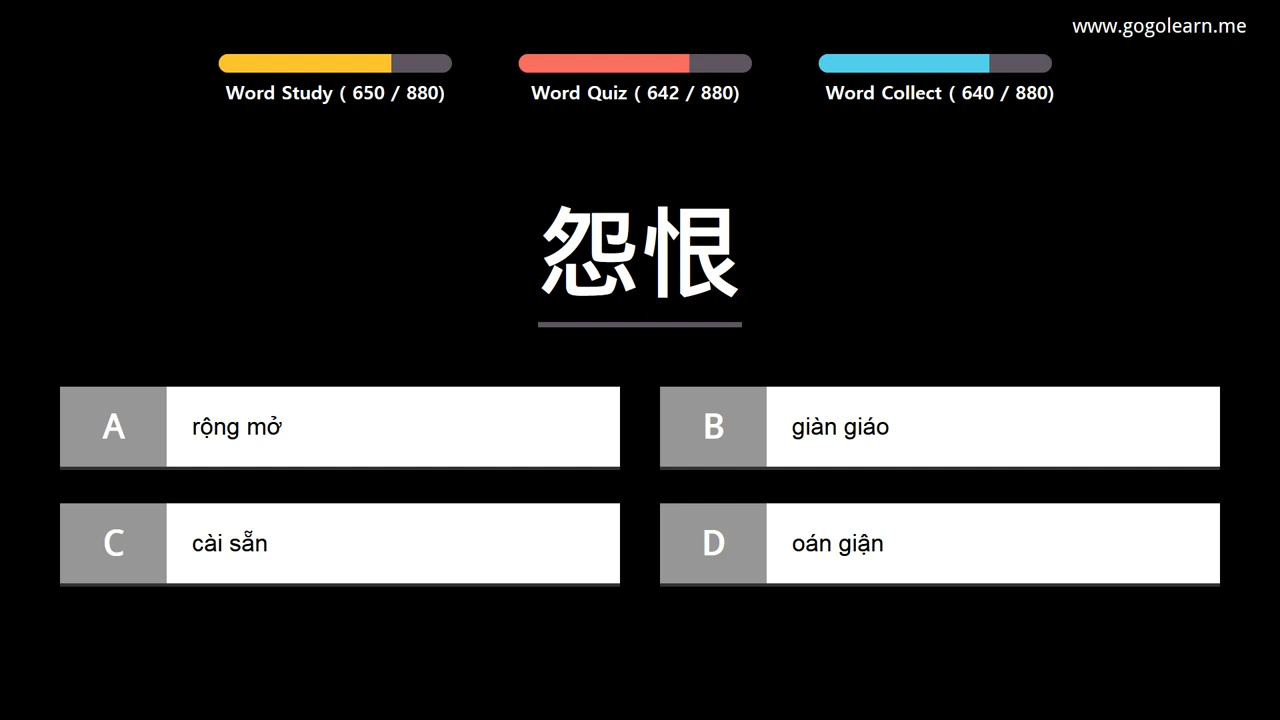 www.gogolearn.me
Word Study ( 650 / 880)
Word Quiz ( 642 / 880)
Word Collect ( 640 / 880)
怨恨
A rộng mở
B giàn giáo
C cài sẵn
D oán giận